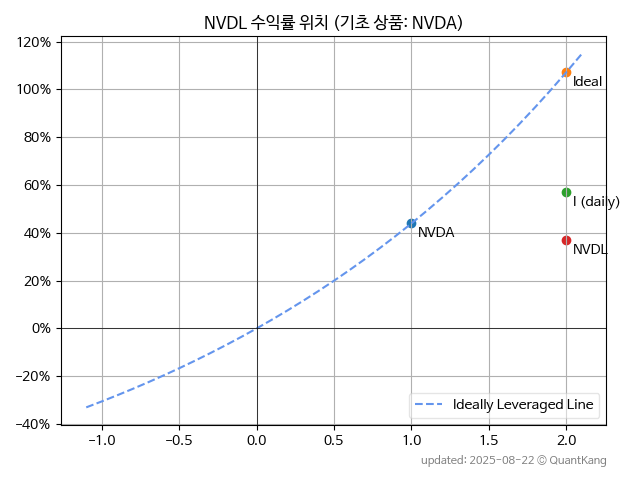 NVDL 수익률 위치 (기초 상품: NVDA)
120%
100%
80%
60%
40%
20%
0%
−20%
−40%
Ideal
I (daily)
NVDA
NVDL
Ideally Leveraged Line
−1.0 −0.5 0.0 0.5 1.0 1.5 2.0
updated: 2025-08-22 © QuantKang